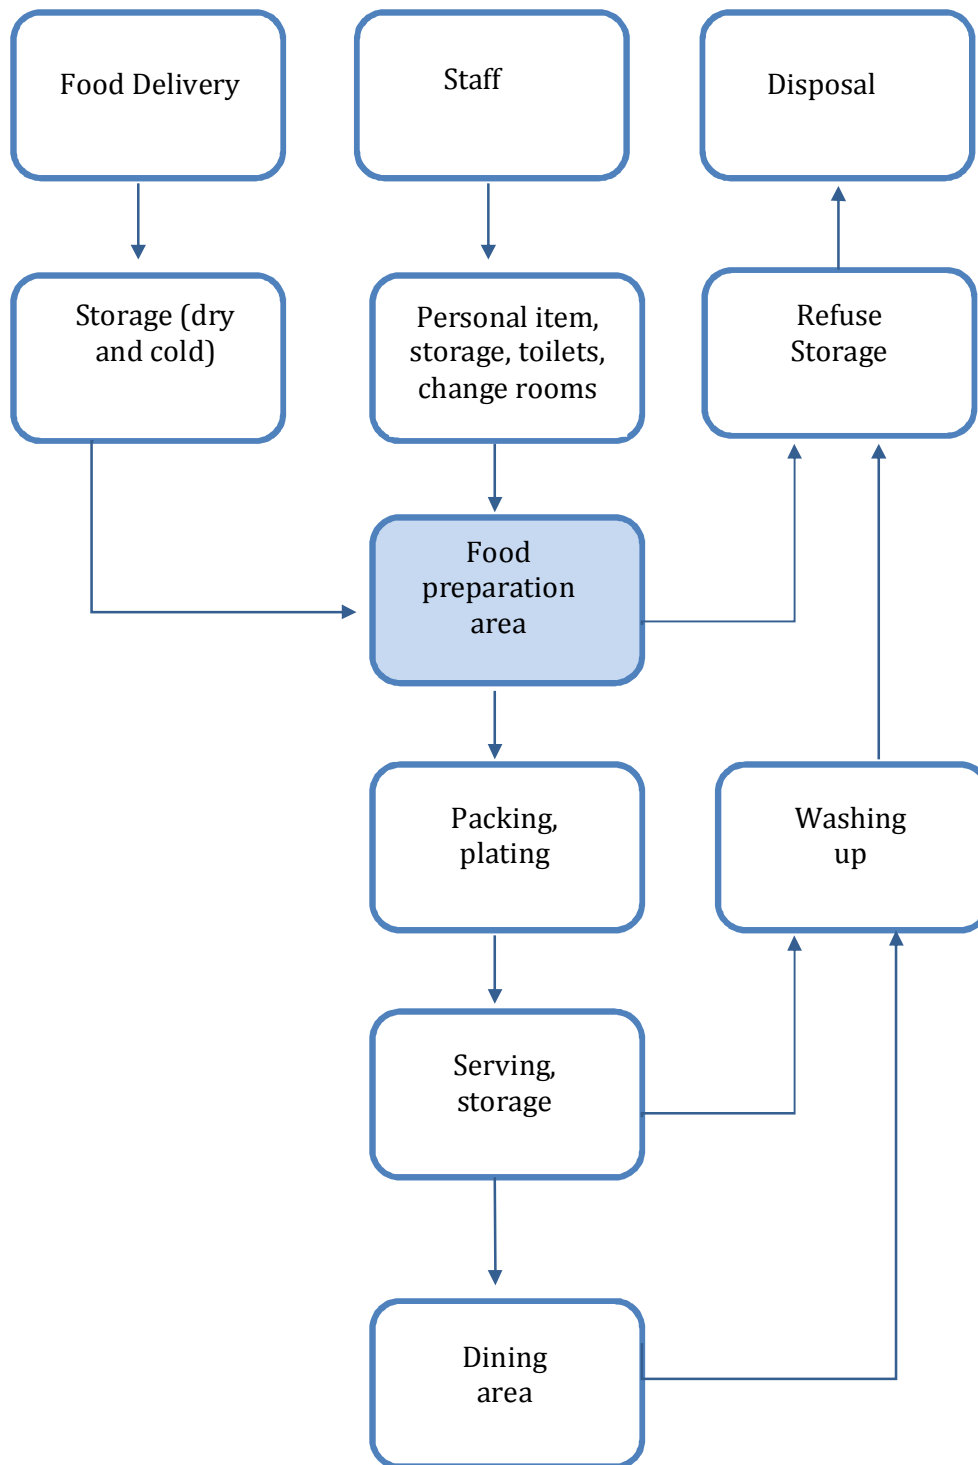 Food Delivery
Staff
Disposal
Storage (dry
and cold)
Personal item,
storage, toilets,
change rooms
Refuse
Storage
Food
preparation
area
Packing,
plating
Washing
up
Serving,
storage
Dining
area